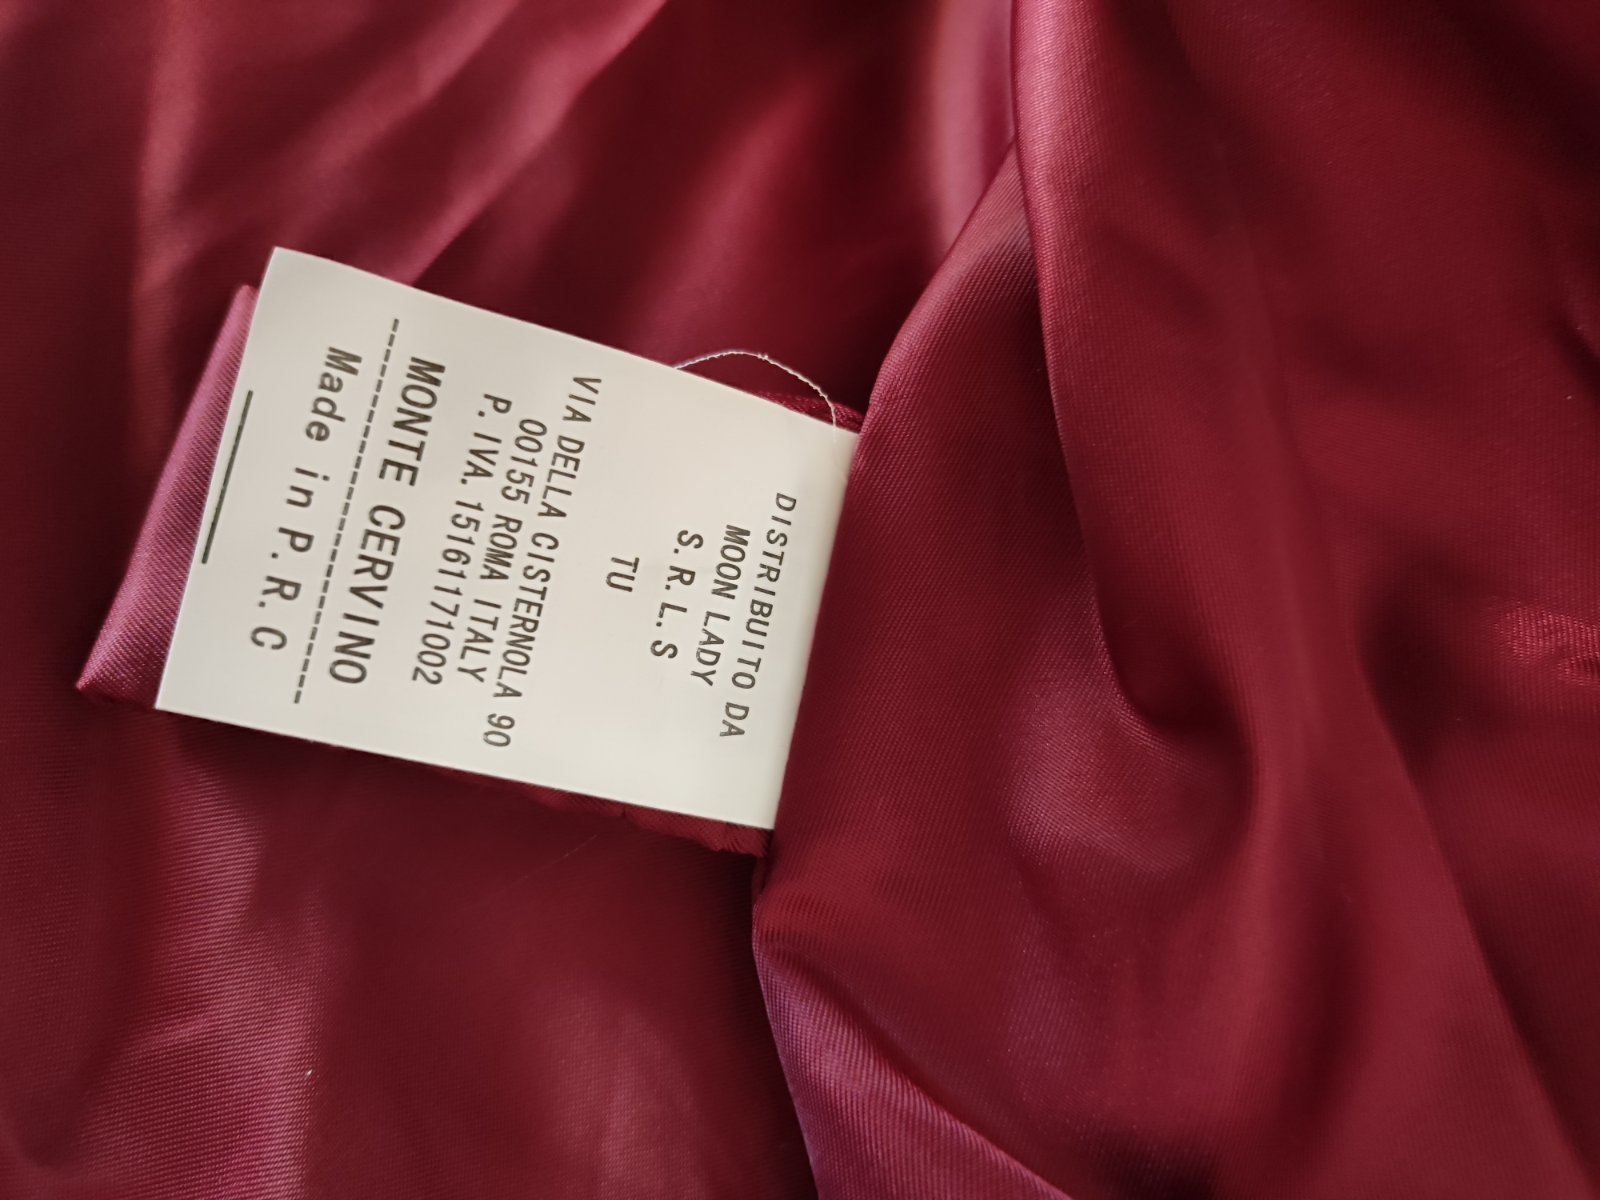 DISTRIBUITO DA
MOON LADY
S.R.L.S
TU
VIA DELLA CISTERNOLA 90
00155 ROMA ITALY
P. IVA. 15161171002
MONTE CERVINO
Made in P.R.C